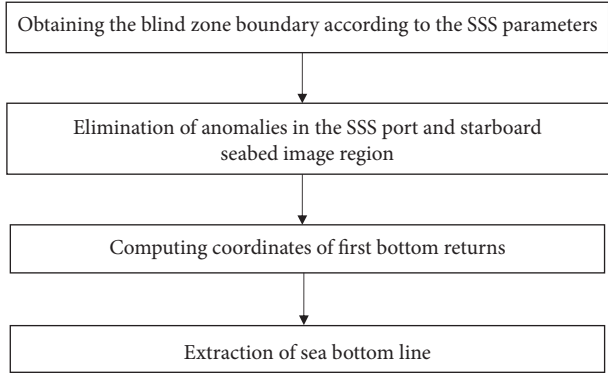 Obtaining the blind zone boundary according to the SSS parameters
Elimination of anomalies in the SSS port and starboard
seabed image region
Computing coordinates of first bottom returns
Extraction of sea bottom line